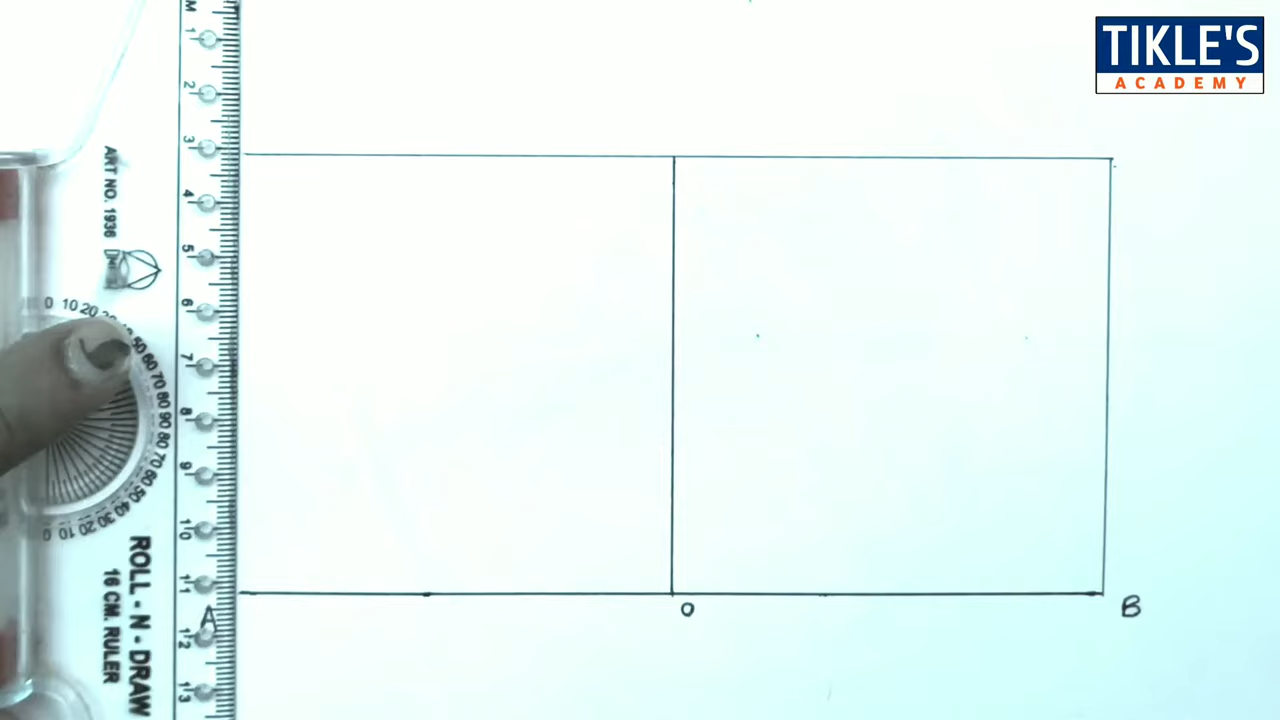 TIKLE'S
ACADEMY
M
1
2
3
4
5
6
7
8
9
10
11
12
13
ART NO. 1936
0 10 20
50 60 70 80 90 80 70 60 50 40 30 20 10 0
ROLL - N - DRAW
16 CM. RULER
A
O
B